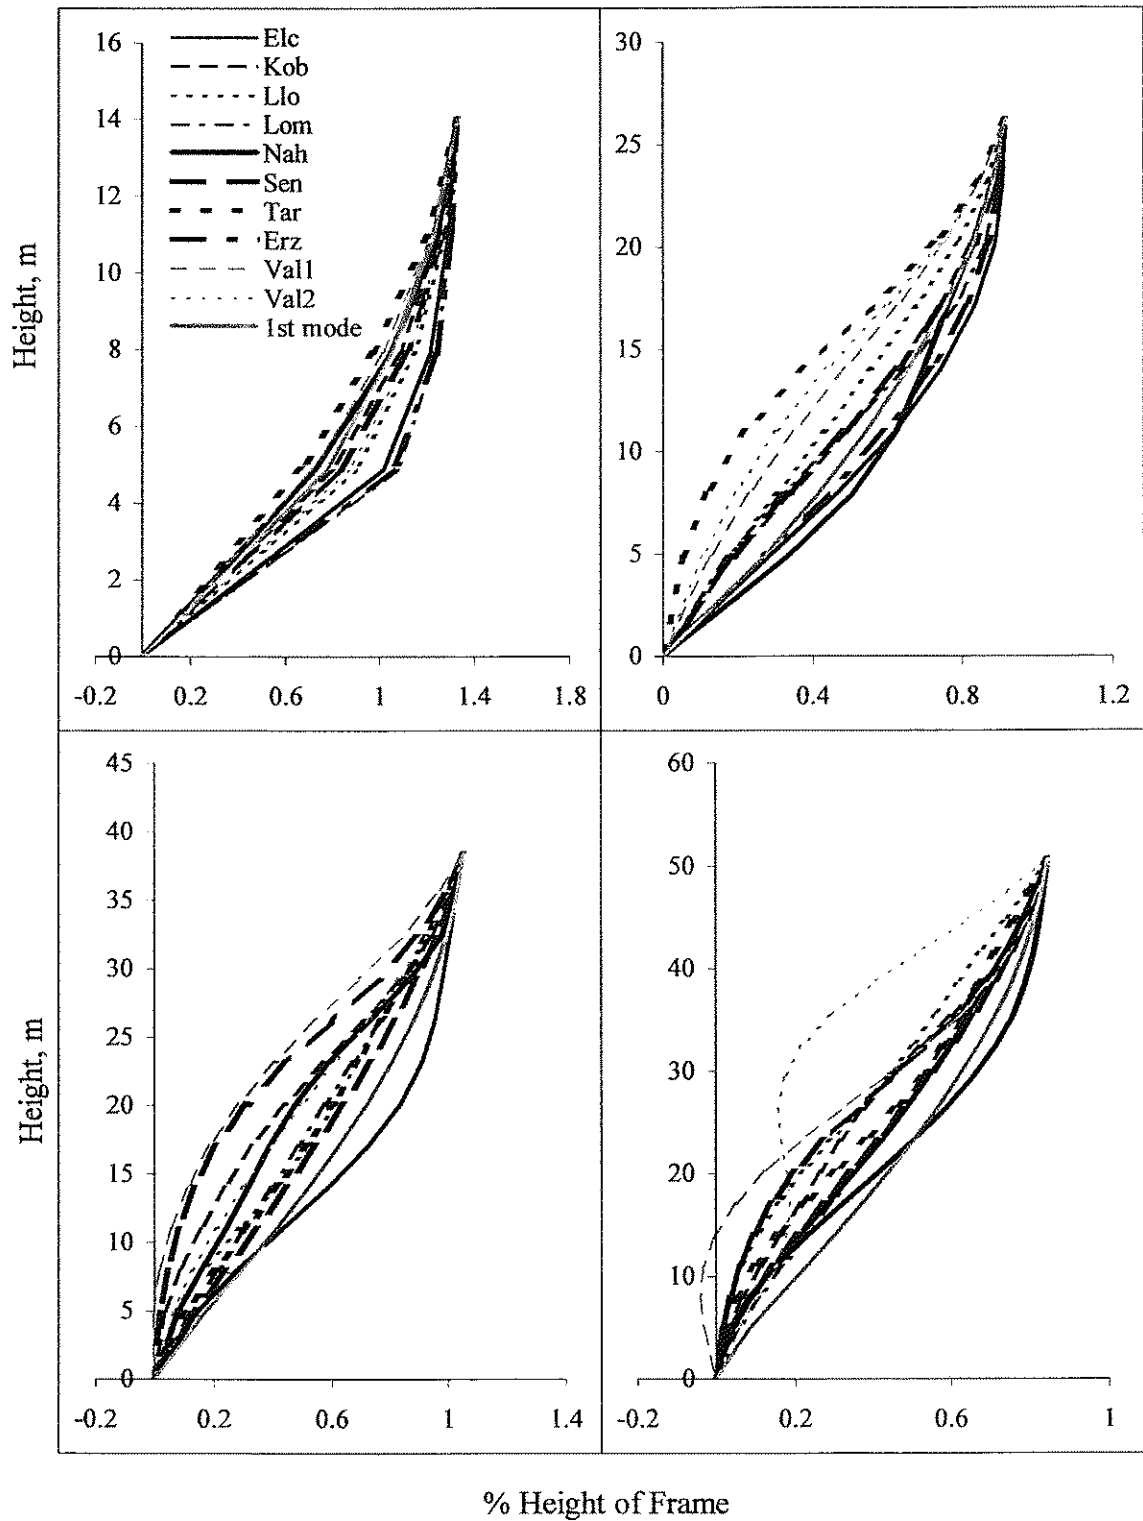 16
14
12
10
8
6
4
2
0
-0.2 0.2 0.6 1 1.4 1.8
Elc
Kob
Llo
Lom
Nah
Sen
Tar
Erz
Val1
Val2
1st mode
Height, m
30
25
20
15
10
5
0
0 0.4 0.8 1.2
45
40
35
30
25
20
15
10
5
0
-0.2 0.2 0.6 1 1.4
Height, m
60
50
40
30
20
10
0
-0.2 0.2 0.6 1
% Height of Frame